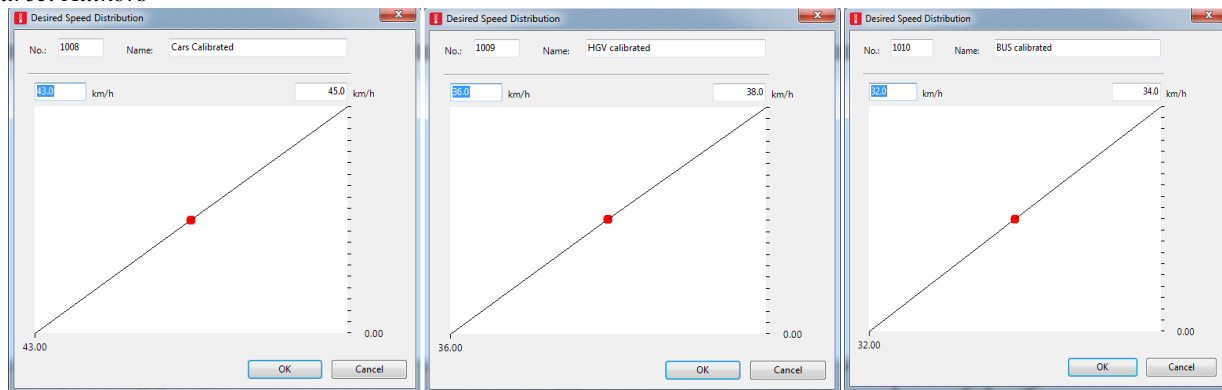 Desired Speed Distribution
No.: 1008 Name: Cars Calibrated
43.0 km/h 45.0 km/h
0.00
43.00
OK Cancel
Desired Speed Distribution
No.: 1009 Name: HGV calibrated
36.0 km/h 38.0 km/h
0.00
36.00
OK Cancel
Desired Speed Distribution
No.: 1010 Name: BUS calibrated
32.0 km/h 34.0 km/h
0.00
32.00
OK Cancel